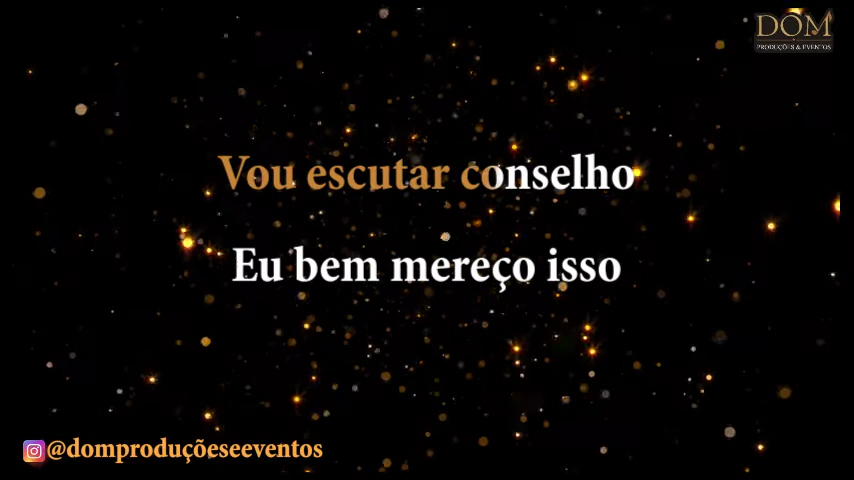 DOM
PRODUÇÕES & EVENTOS
Vou escutar conselho
Eu bem mereço isso
@domproduçõeseeventos